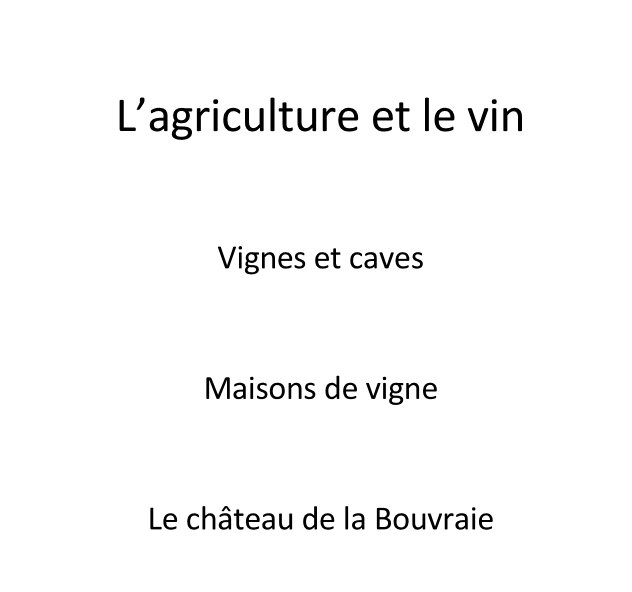 L’agriculture et le vin
Vignes et caves
Maisons de vigne
Le château de la Bouvraie